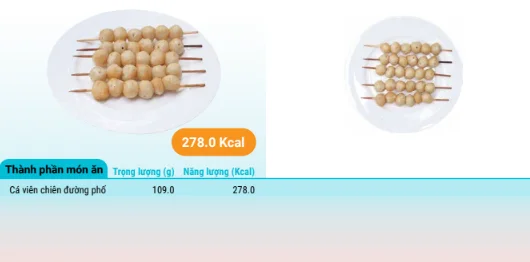 278.0 Kcal
Thành phần món ăn Trọng lượng (g) Năng lượng (Kcal)
Cá viên chiên đường phố 109.0 278.0